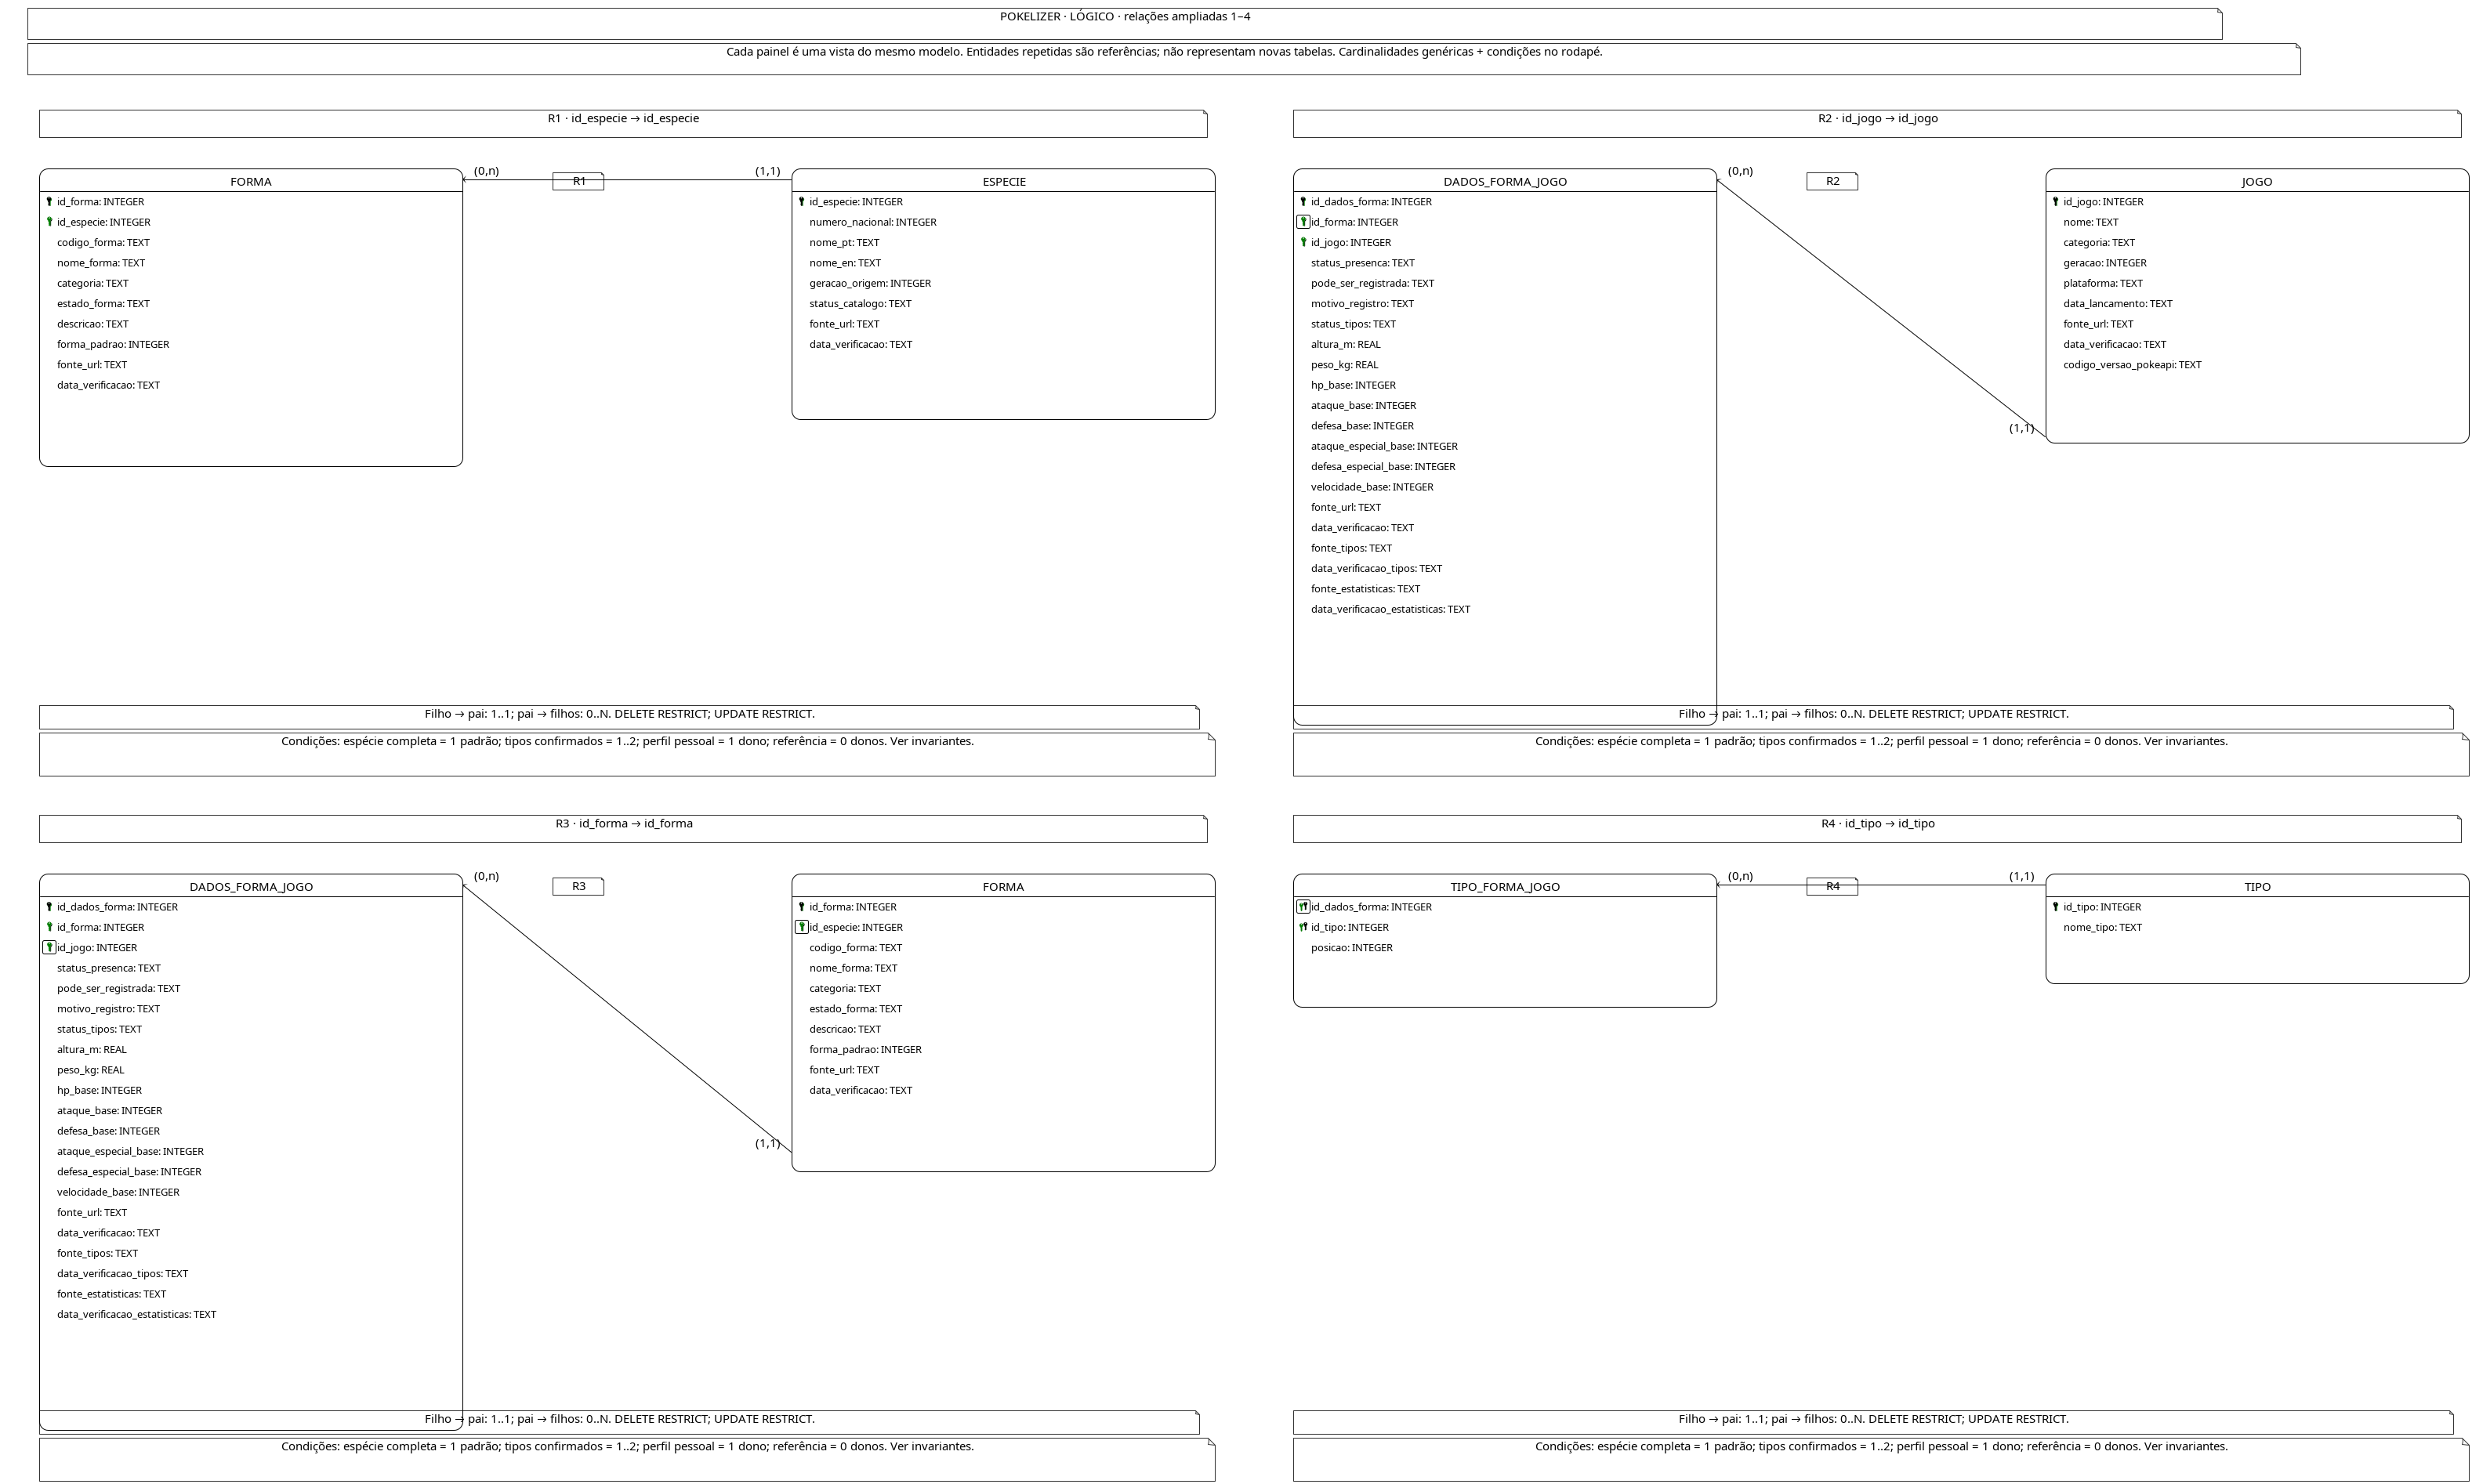 POKELIZER · LÓGICO · relações ampliadas 1–4
Cada painel é uma vista do mesmo modelo. Entidades repetidas são referências; não representam novas tabelas. Cardinalidades genéricas + condições no rodapé.
R1 · id_especie → id_especie
FORMA
id_forma: INTEGER
id_especie: INTEGER
codigo_forma: TEXT
nome_forma: TEXT
categoria: TEXT
estado_forma: TEXT
descricao: TEXT
forma_padrao: INTEGER
fonte_url: TEXT
data_verificacao: TEXT
(0,n)
R1
(1,1)
ESPECIE
id_especie: INTEGER
numero_nacional: INTEGER
nome_pt: TEXT
nome_en: TEXT
geracao_origem: INTEGER
status_catalogo: TEXT
fonte_url: TEXT
data_verificacao: TEXT
Filho → pai: 1..1; pai → filhos: 0..N. DELETE RESTRICT; UPDATE RESTRICT.
Condições: espécie completa = 1 padrão; tipos confirmados = 1..2; perfil pessoal = 1 dono; referência = 0 donos. Ver invariantes.
R2 · id_jogo → id_jogo
DADOS_FORMA_JOGO
id_dados_forma: INTEGER
id_forma: INTEGER
id_jogo: INTEGER
status_presenca: TEXT
pode_ser_registrada: TEXT
motivo_registro: TEXT
status_tipos: TEXT
altura_m: REAL
peso_kg: REAL
hp_base: INTEGER
ataque_base: INTEGER
defesa_base: INTEGER
ataque_especial_base: INTEGER
defesa_especial_base: INTEGER
velocidade_base: INTEGER
fonte_url: TEXT
data_verificacao: TEXT
fonte_tipos: TEXT
data_verificacao_tipos: TEXT
fonte_estatisticas: TEXT
data_verificacao_estatisticas: TEXT
(0,n)
R2
(1,1)
JOGO
id_jogo: INTEGER
nome: TEXT
categoria: TEXT
geracao: INTEGER
plataforma: TEXT
data_lancamento: TEXT
fonte_url: TEXT
data_verificacao: TEXT
codigo_versao_pokeapi: TEXT
Filho → pai: 1..1; pai → filhos: 0..N. DELETE RESTRICT; UPDATE RESTRICT.
Condições: espécie completa = 1 padrão; tipos confirmados = 1..2; perfil pessoal = 1 dono; referência = 0 donos. Ver invariantes.
R3 · id_forma → id_forma
DADOS_FORMA_JOGO
id_dados_forma: INTEGER
id_forma: INTEGER
id_jogo: INTEGER
status_presenca: TEXT
pode_ser_registrada: TEXT
motivo_registro: TEXT
status_tipos: TEXT
altura_m: REAL
peso_kg: REAL
hp_base: INTEGER
ataque_base: INTEGER
defesa_base: INTEGER
ataque_especial_base: INTEGER
defesa_especial_base: INTEGER
velocidade_base: INTEGER
fonte_url: TEXT
data_verificacao: TEXT
fonte_tipos: TEXT
data_verificacao_tipos: TEXT
fonte_estatisticas: TEXT
data_verificacao_estatisticas: TEXT
(0,n)
R3
(1,1)
FORMA
id_forma: INTEGER
id_especie: INTEGER
codigo_forma: TEXT
nome_forma: TEXT
categoria: TEXT
estado_forma: TEXT
descricao: TEXT
forma_padrao: INTEGER
fonte_url: TEXT
data_verificacao: TEXT
Filho → pai: 1..1; pai → filhos: 0..N. DELETE RESTRICT; UPDATE RESTRICT.
Condições: espécie completa = 1 padrão; tipos confirmados = 1..2; perfil pessoal = 1 dono; referência = 0 donos. Ver invariantes.
R4 · id_tipo → id_tipo
TIPO_FORMA_JOGO
id_dados_forma: INTEGER
id_tipo: INTEGER
posicao: INTEGER
(0,n)
R4
(1,1)
TIPO
id_tipo: INTEGER
nome_tipo: TEXT
Filho → pai: 1..1; pai → filhos: 0..N. DELETE RESTRICT; UPDATE RESTRICT.
Condições: espécie completa = 1 padrão; tipos confirmados = 1..2; perfil pessoal = 1 dono; referência = 0 donos. Ver invariantes.